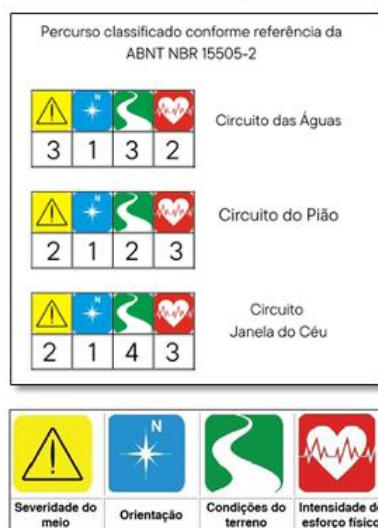 Percurso classificado conforme referência da
ABNT NBR 15505-2
N
Circuito das Águas
3 1 3 2
N
Circuito do Pião
2 1 2 3
N
Circuito
Janela do Céu
2 1 4 3
N
Severidade do
meio
Orientação
Condições do
terreno
Intensidade de
esforço físico